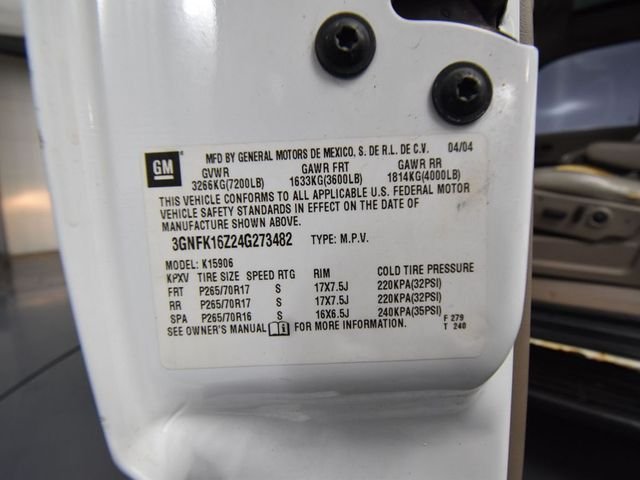 GM MFD BY GENERAL MOTORS DE MEXICO, S. DE R.L. DE C.V. 04/04
GVWR GAWR FRT GAWR RR
3266KG(7200LB) 1633KG(3600LB) 1814KG(4000LB)
THIS VEHICLE CONFORMS TO ALL APPLICABLE U.S. FEDERAL MOTOR
VEHICLE SAFETY STANDARDS IN EFFECT ON THE DATE OF
MANUFACTURE SHOWN ABOVE.
3GNFK16Z24G273482 TYPE: M.P.V.
MODEL: K15906
KPXV TIRE SIZE SPEED RTG RIM COLD TIRE PRESSURE
FRT P265/70R17 S 17X7.5J 220KPA(32PSI)
RR P265/70R17 S 17X7.5J 220KPA(32PSI)
SPA P265/70R16 S 16X6.5J 240KPA(35PSI) F 279
SEE OWNER'S MANUAL FOR MORE INFORMATION. T 240